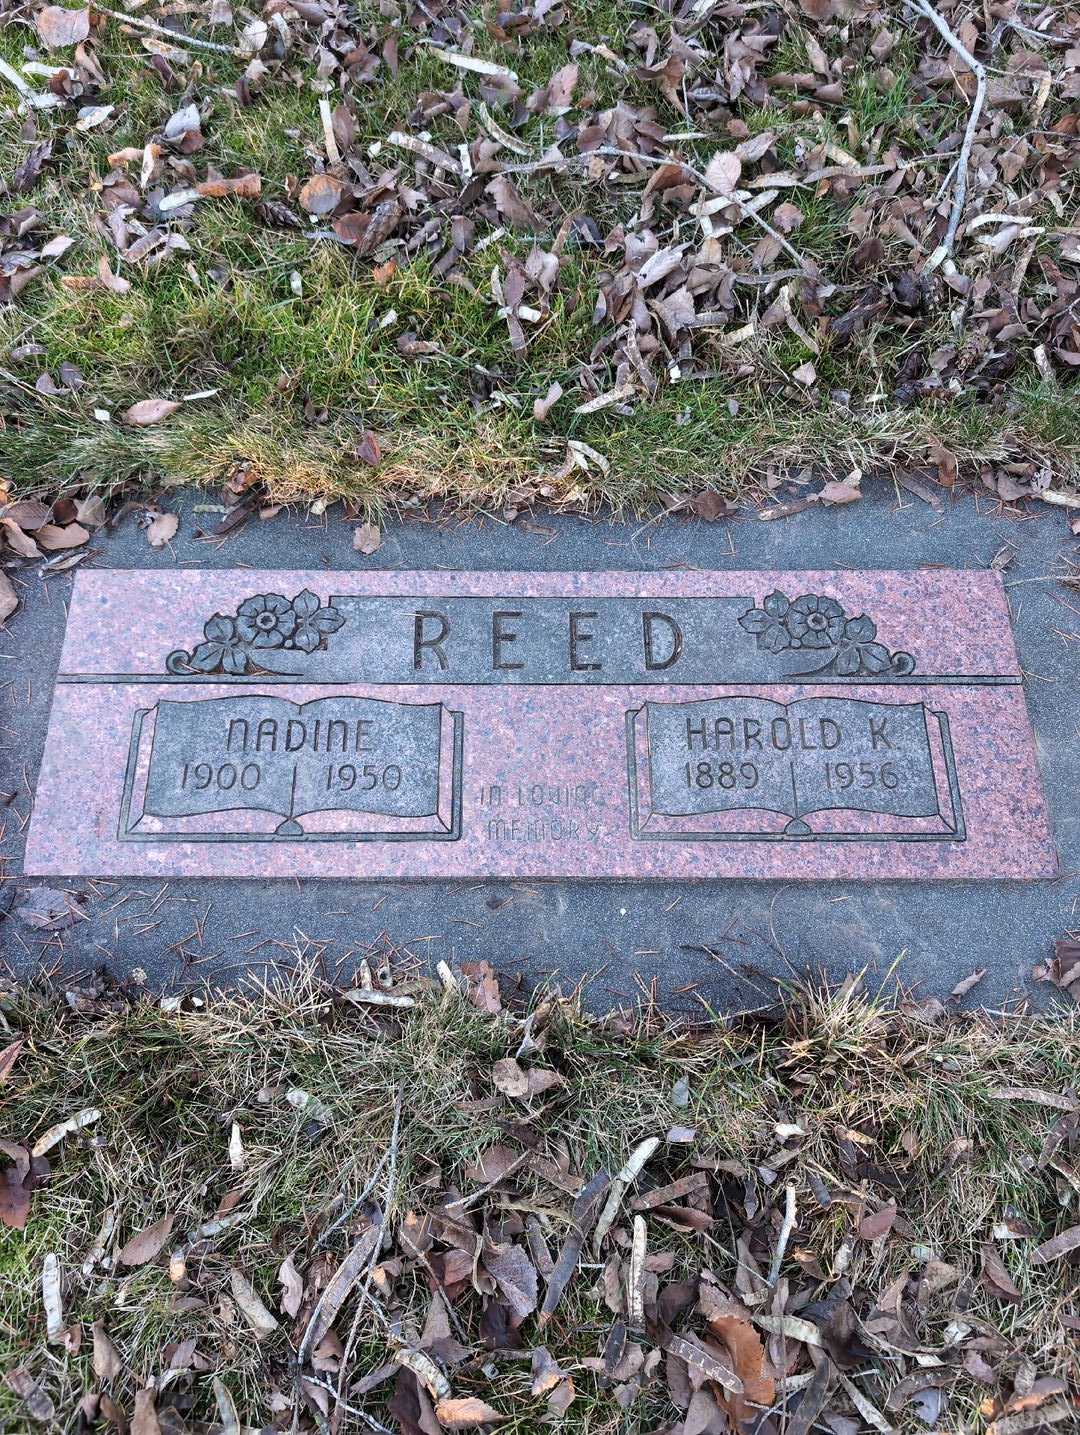 REED
NADINE
1900 1950
IN LOVING
MEMORY
HAROLD K.
1889 1956